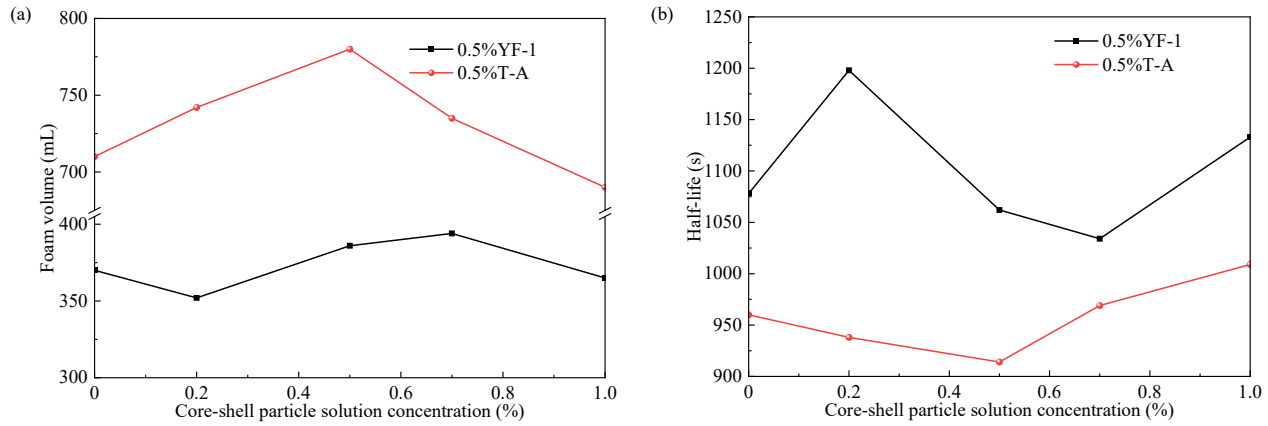 (a)
800
750
700
400
350
300
Foam volume (mL)
0.5%YF-1
0.5%T-A
0
0.2
0.4
0.6
0.8
1.0
Core-shell particle solution concentration (%)
(b)
1250
1200
1150
1100
1050
1000
950
900
Half-life (s)
0.5%YF-1
0.5%T-A
0
0.2
0.4
0.6
0.8
1.0
Core-shell particle solution concentration (%)